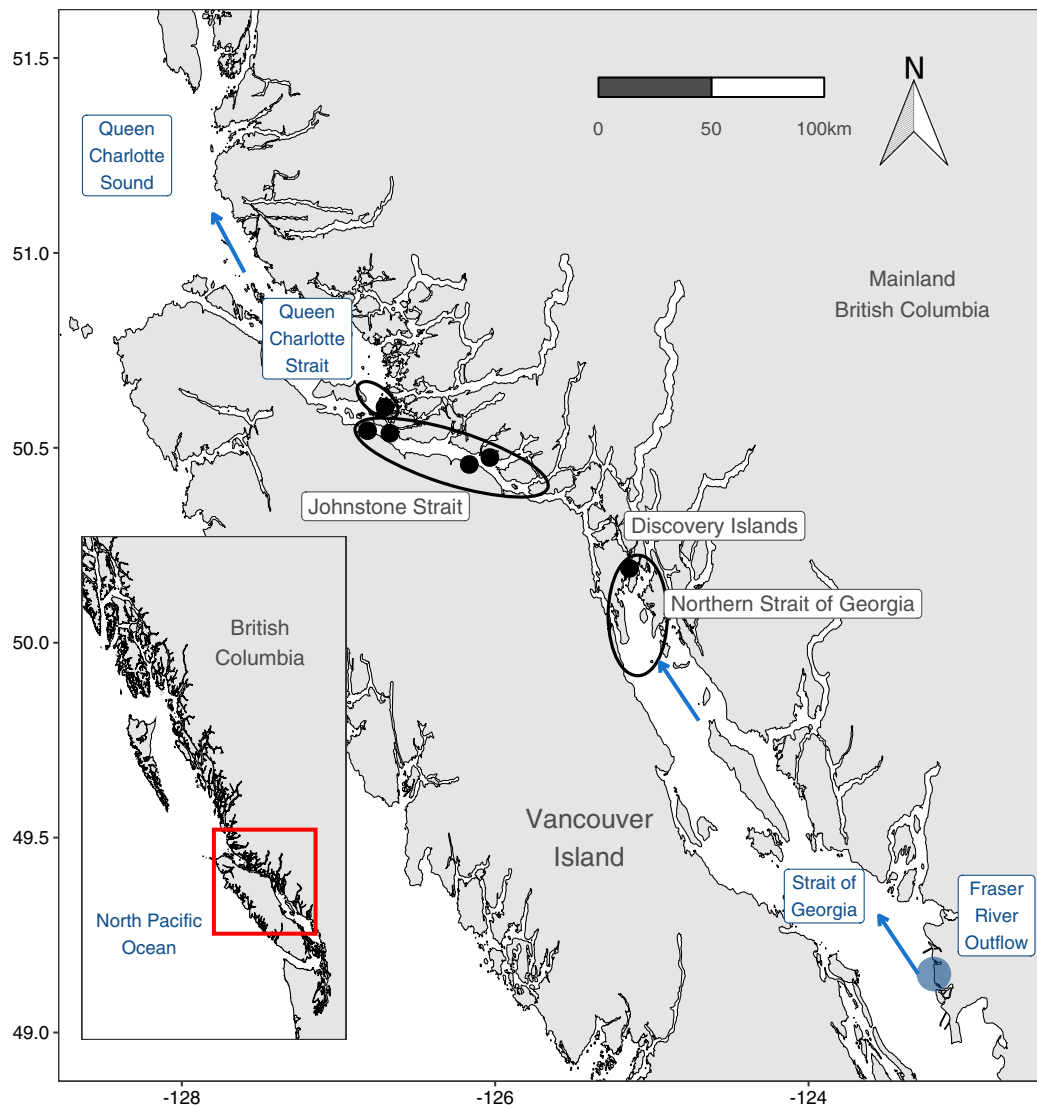 51.5
51.0
50.5
50.0
49.5
49.0
-128
-126
-124
N
0
50
100km
Queen
Charlotte
Sound
Mainland
British Columbia
Queen
Charlotte
Strait
Johnstone Strait
Discovery Islands
Northern Strait of Georgia
British
Columbia
North Pacific
Ocean
Vancouver
Island
Strait of
Georgia
Fraser
River
Outflow